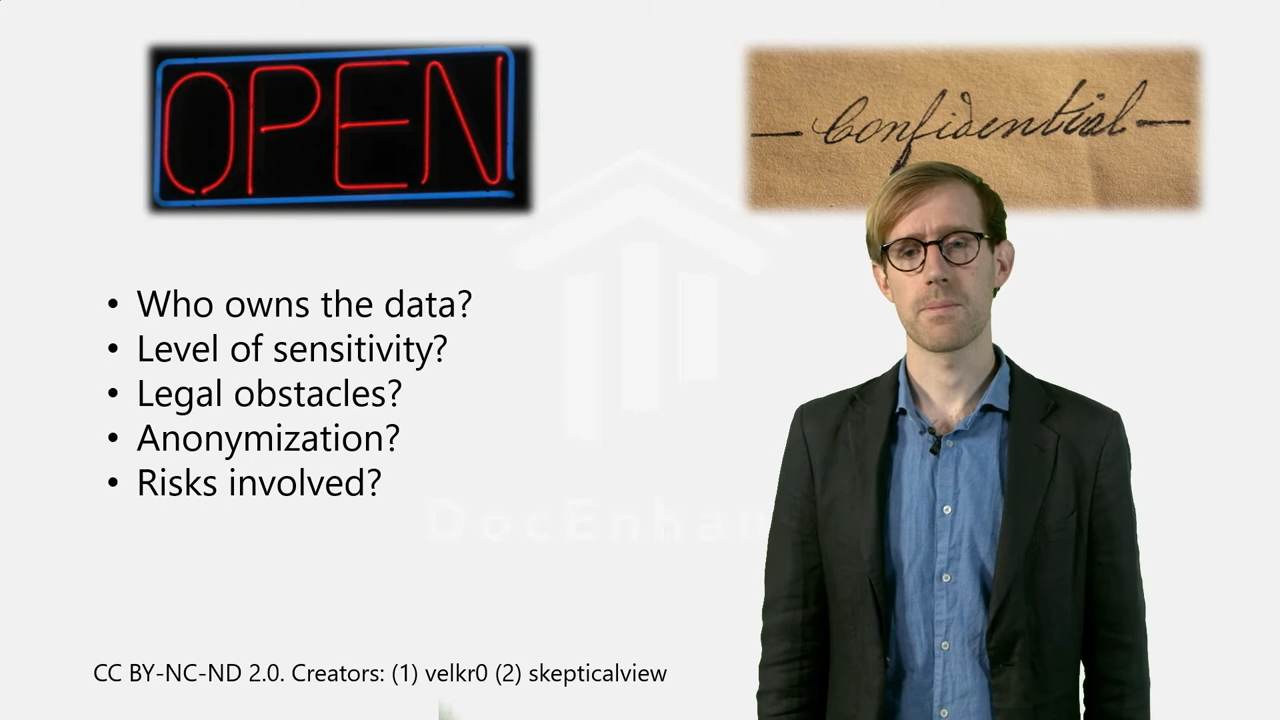 OPEN
— Confidential —
• Who owns the data?
• Level of sensitivity?
• Legal obstacles?
• Anonymization?
• Risks involved?
DocEnhan
CC BY-NC-ND 2.0. Creators: (1) velkr0 (2) skepticalview